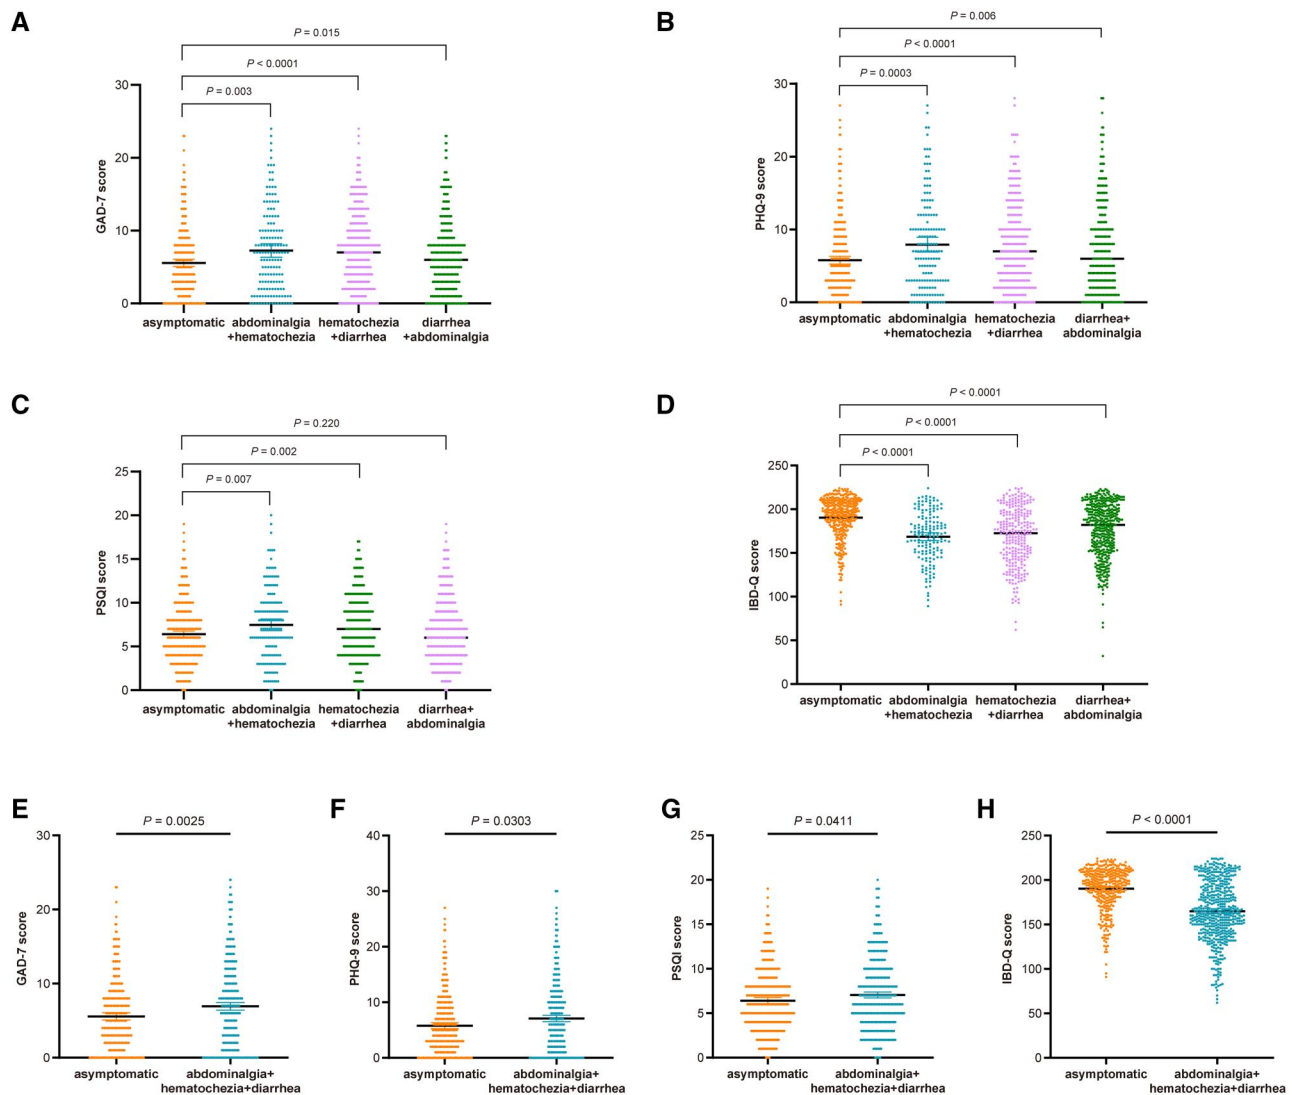 A
P = 0.015
P < 0.0001
P = 0.003
30
20
10
0
GAD-7 score
asymptomatic
abdominalgia
+hematochezia
hematochezia
+diarrhea
diarrhea
+abdominalgia
B
P = 0.006
P < 0.0001
P = 0.0003
30
20
10
0
PHQ-9 score
asymptomatic
abdominalgia
+hematochezia
hematochezia
+diarrhea
diarrhea+
abdominalgia
C
P = 0.220
P = 0.002
P = 0.007
25
20
15
10
5
0
PSQI score
asymptomatic
abdominalgia
+hematochezia
hematochezia
+diarrhea
diarrhea+
abdominalgia
D
P < 0.0001
P < 0.0001
P < 0.0001
250
200
150
100
50
0
IBD-Q score
asymptomatic
abdominalgia
+hematochezia
hematochezia
+diarrhea
diarrhea+
abdominalgia
E
P = 0.0025
30
20
10
0
GAD-7 score
asymptomatic
abdominalgia+
hematochezia+diarrhea
F
P = 0.0303
40
30
20
10
0
PHQ-9 score
asymptomatic
abdominalgia+
hematochezia+diarrhea
G
P = 0.0411
25
20
15
10
5
0
PSQI score
asymptomatic
abdominalgia+
hematochezia+diarrhea
H
P < 0.0001
250
200
150
100
50
0
IBD-Q score
asymptomatic
abdominalgia+
hematochezia+diarrhea